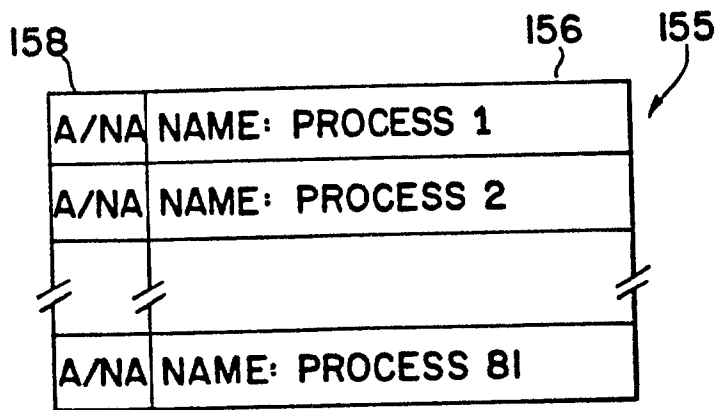 158 156 155
A/NA NAME: PROCESS 1
A/NA NAME: PROCESS 2
A/NA NAME: PROCESS 81